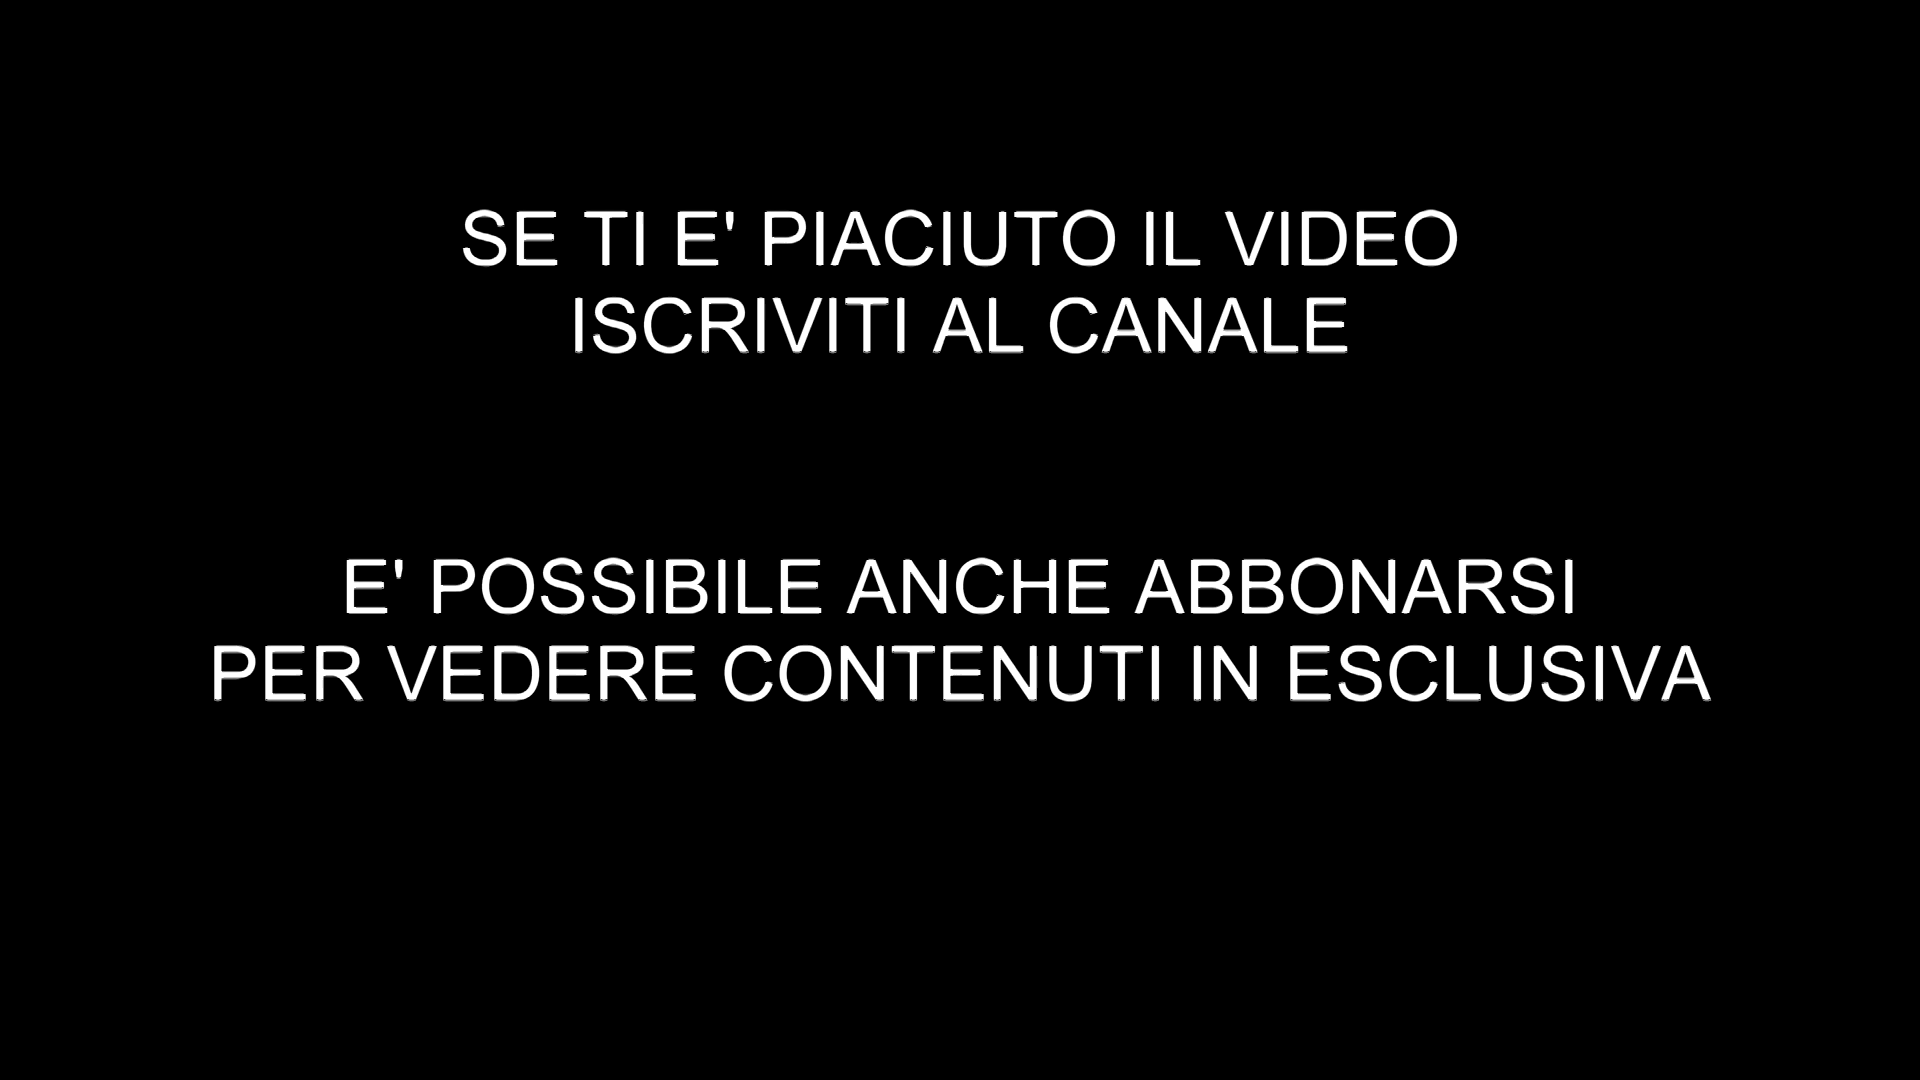 SE TI E' PIACIUTO IL VIDEO
ISCRIVITI AL CANALE
E' POSSIBILE ANCHE ABBONARSI
PER VEDERE CONTENUTI IN ESCLUSIVA